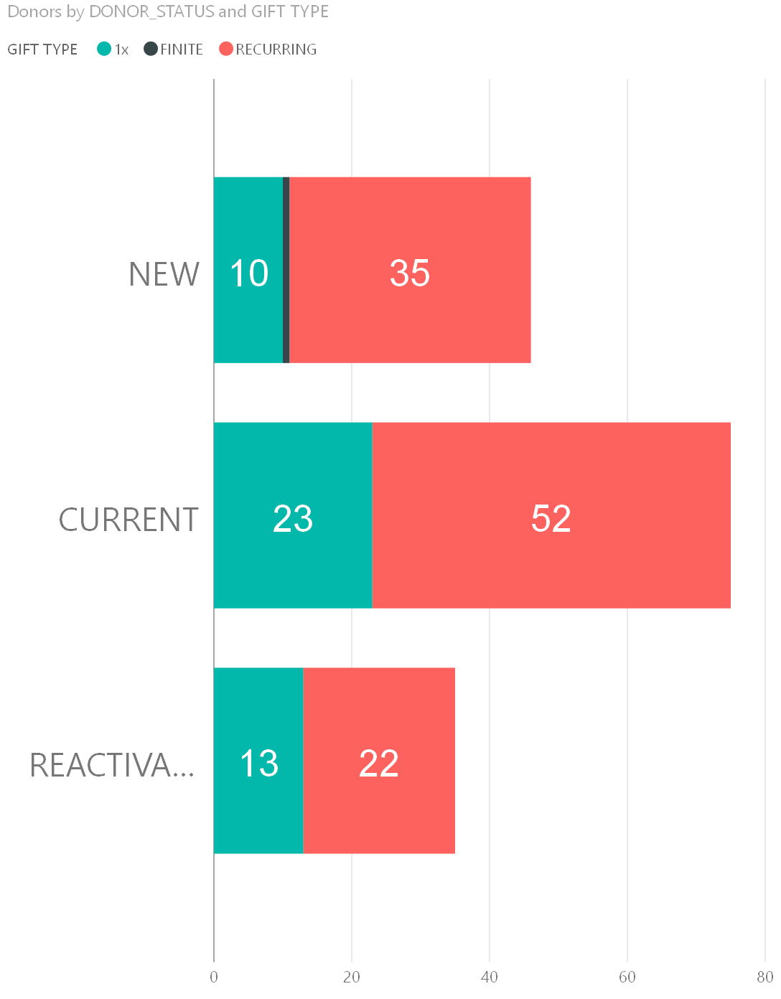 Donors by DONOR_STATUS and GIFT TYPE
GIFT TYPE 1x FINITE RECURRING
NEW 10 35
CURRENT 23 52
REACTIVA... 13 22
0 20 40 60 80